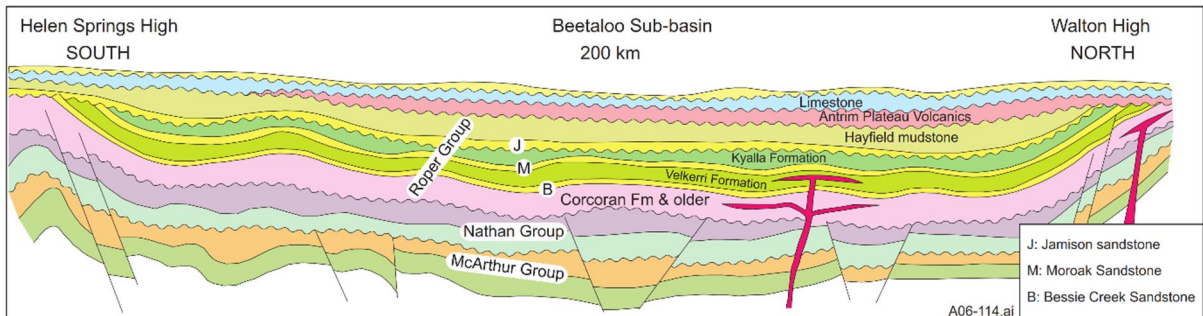 Helen Springs High
SOUTH
Beetaloo Sub-basin
200 km
Walton High
NORTH
Limestone
Antrim Plateau Volcanics
Hayfield mudstone
J
Kyalla Formation
M
Roper Group
Velkerri Formation
B
Corcoran Fm & older
Nathan Group
McArthur Group
J: Jamison sandstone
M: Moroak Sandstone
B: Bessie Creek Sandstone
A06-114.ai